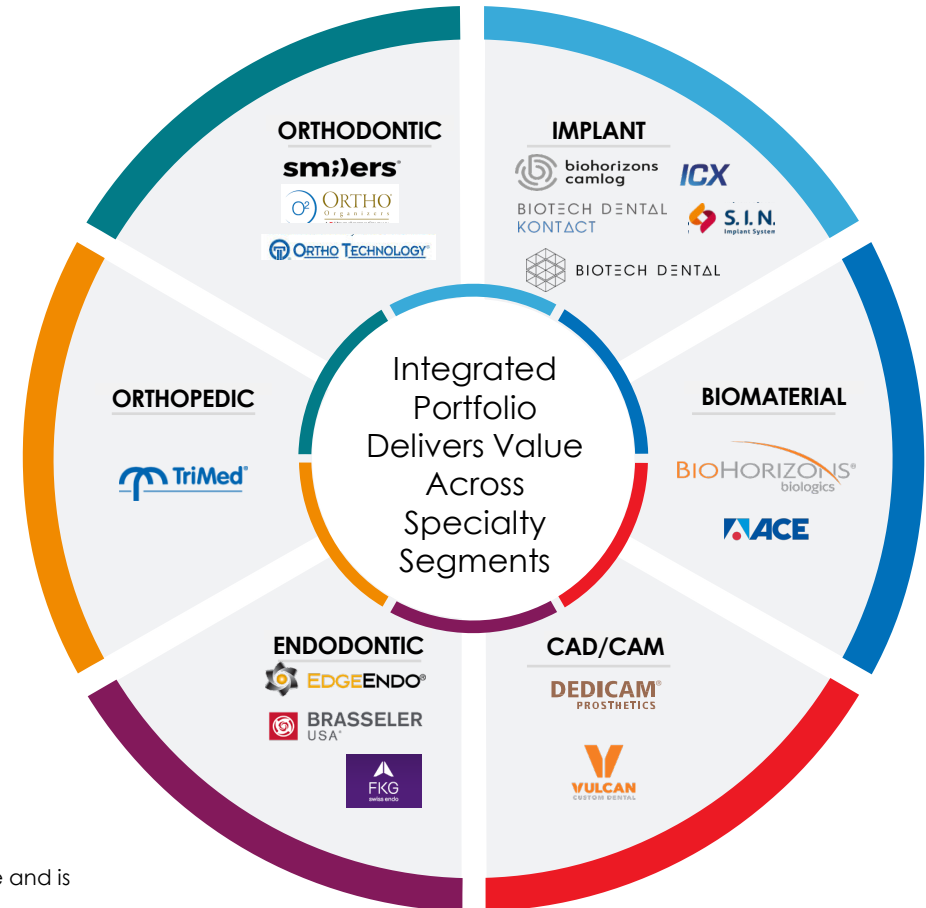 ORTHODONTIC
smilers®
O² ORTHO
Organizers
ORTHO TECHNOLOGY®
IMPLANT
biohorizons
camlog
ICX
BIOTECH DENTAL
KONTACT
S.I.N.
Implant System
BIOTECH DENTAL
ORTHOPEDIC
TriMed®
Integrated
Portfolio
Delivers Value
Across
Specialty
Segments
BIOMATERIAL
BIOHORIZONS®
biologics
ACE
ENDODONTIC
EDGEENDO®
BRASSELER
USA®
FKG
swiss endo
CAD/CAM
DEDICAM®
PROSTHETICS
VULCAN
CUSTOM DENTAL
e and is